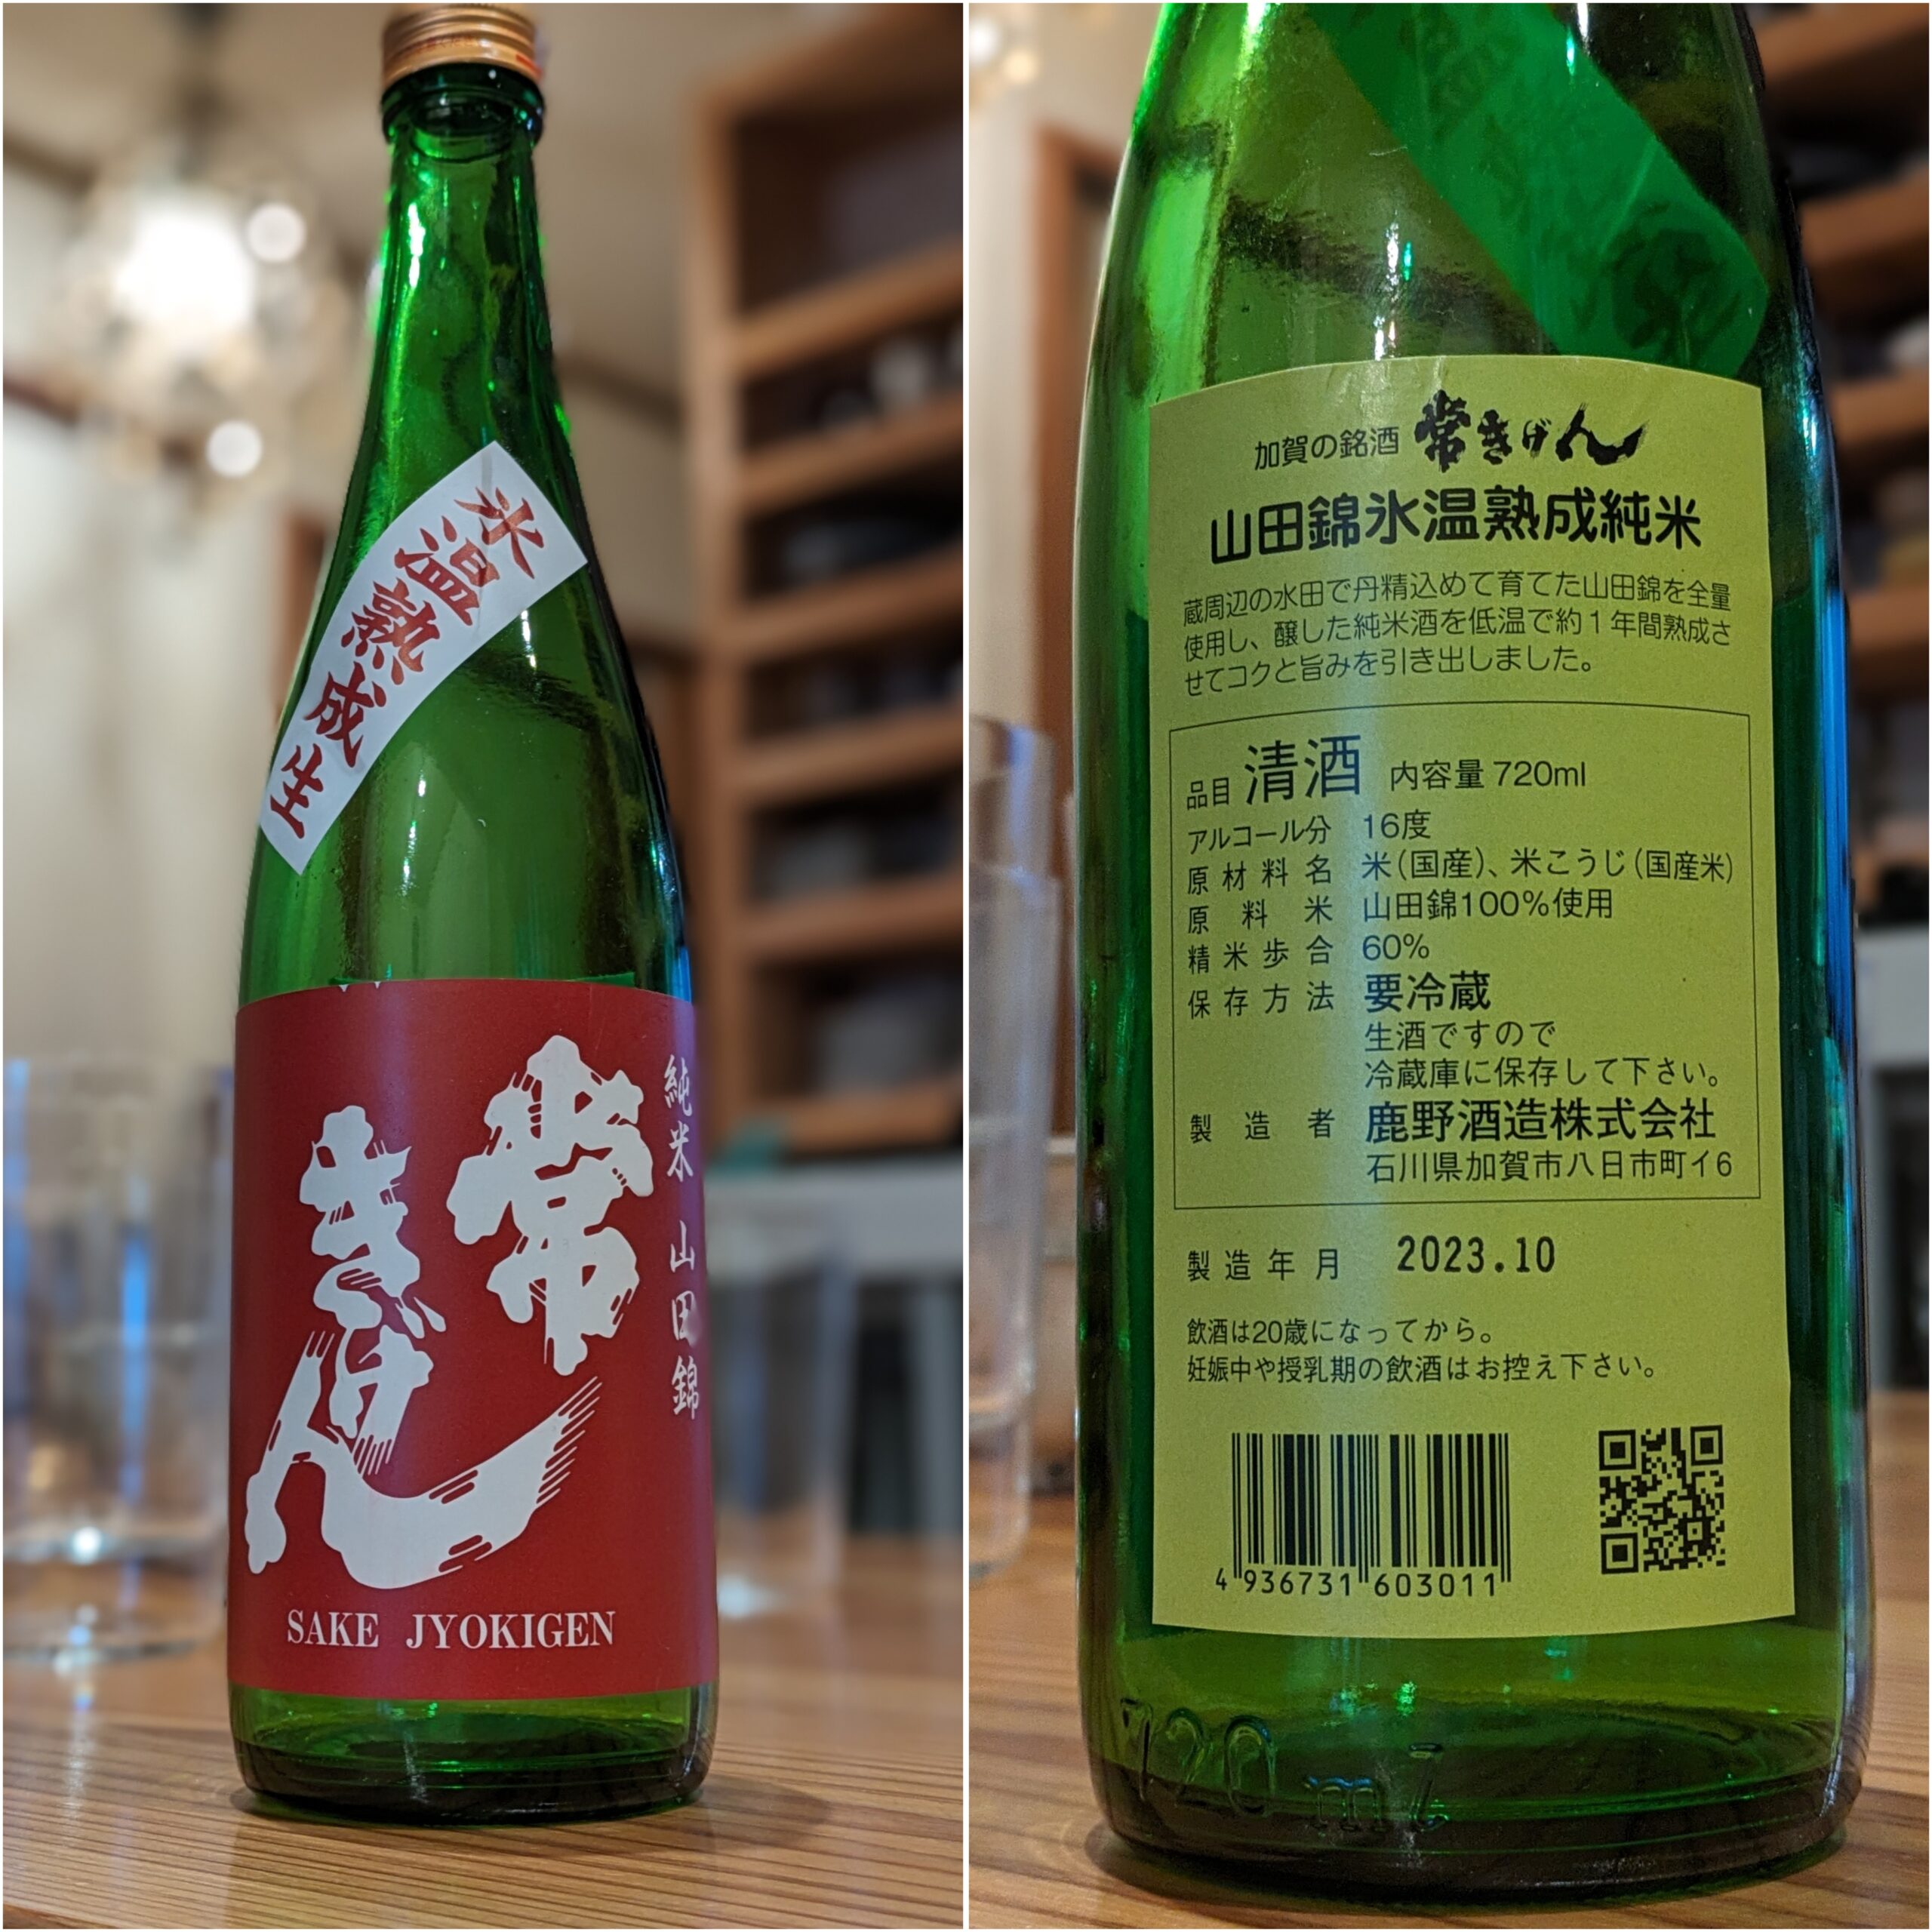 氷温熟成生
純米 山田錦
常
きげん
SAKE JYOKIGEN
加賀の銘酒 常きげん
山田錦氷温熟成純米
蔵周辺の水田で丹精込めて育てた山田錦を全量
使用し、醸した純米酒を低温で約1年間熟成さ
せてコクと旨みを引き出しました。
品目 清酒 内容量 720ml
アルコール分 16度
原材料名 米(国産)、米こうじ(国産米)
原料米 山田錦100%使用
精米歩合 60%
保存方法 要冷蔵
生酒ですので
冷蔵庫に保存して下さい。
製造者 鹿野酒造株式会社
石川県加賀市八日市町イ6
製造年月 2023.10
飲酒は20歳になってから。
妊娠中や授乳期の飲酒はお控え下さい。
4 936731 603011
720 ml